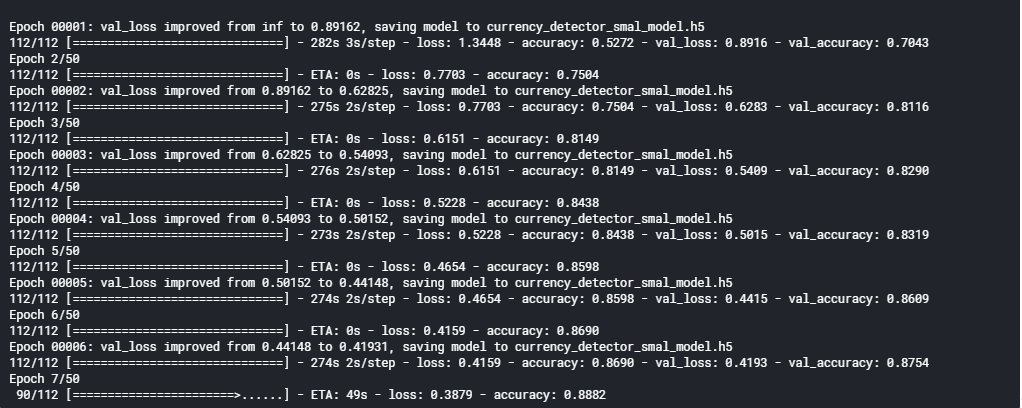 Epoch 00001: val_loss improved from inf to 0.89162, saving model to currency_detector_smal_model.h5
112/112 [==============================] - 282s 3s/step - loss: 1.3448 - accuracy: 0.5272 - val_loss: 0.8916 - val_accuracy: 0.7043
Epoch 2/50
112/112 [==============================] - ETA: 0s - loss: 0.7703 - accuracy: 0.7504
Epoch 00002: val_loss improved from 0.89162 to 0.62825, saving model to currency_detector_smal_model.h5
112/112 [==============================] - 275s 2s/step - loss: 0.7703 - accuracy: 0.7504 - val_loss: 0.6283 - val_accuracy: 0.8116
Epoch 3/50
112/112 [==============================] - ETA: 0s - loss: 0.6151 - accuracy: 0.8149
Epoch 00003: val_loss improved from 0.62825 to 0.54093, saving model to currency_detector_smal_model.h5
112/112 [==============================] - 276s 2s/step - loss: 0.6151 - accuracy: 0.8149 - val_loss: 0.5409 - val_accuracy: 0.8290
Epoch 4/50
112/112 [==============================] - ETA: 0s - loss: 0.5228 - accuracy: 0.8438
Epoch 00004: val_loss improved from 0.54093 to 0.50152, saving model to currency_detector_smal_model.h5
112/112 [==============================] - 273s 2s/step - loss: 0.5228 - accuracy: 0.8438 - val_loss: 0.5015 - val_accuracy: 0.8319
Epoch 5/50
112/112 [==============================] - ETA: 0s - loss: 0.4654 - accuracy: 0.8598
Epoch 00005: val_loss improved from 0.50152 to 0.44148, saving model to currency_detector_smal_model.h5
112/112 [==============================] - 274s 2s/step - loss: 0.4654 - accuracy: 0.8598 - val_loss: 0.4415 - val_accuracy: 0.8609
Epoch 6/50
112/112 [==============================] - ETA: 0s - loss: 0.4159 - accuracy: 0.8690
Epoch 00006: val_loss improved from 0.44148 to 0.41931, saving model to currency_detector_smal_model.h5
112/112 [==============================] - 274s 2s/step - loss: 0.4159 - accuracy: 0.8690 - val_loss: 0.4193 - val_accuracy: 0.8754
Epoch 7/50
90/112 [=======================>......] - ETA: 49s - loss: 0.3879 - accuracy: 0.8882